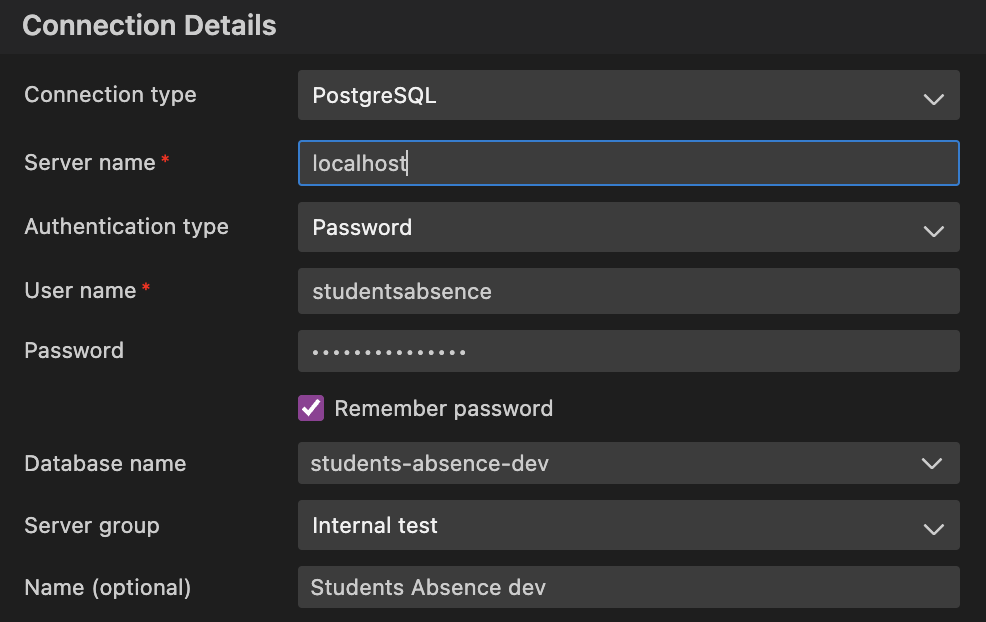 Connection Details
Connection type PostgreSQL
Server name * localhost
Authentication type Password
User name * studentsabsence
Password •••••••••••••••
Remember password
Database name students-absence-dev
Server group Internal test
Name (optional) Students Absence dev